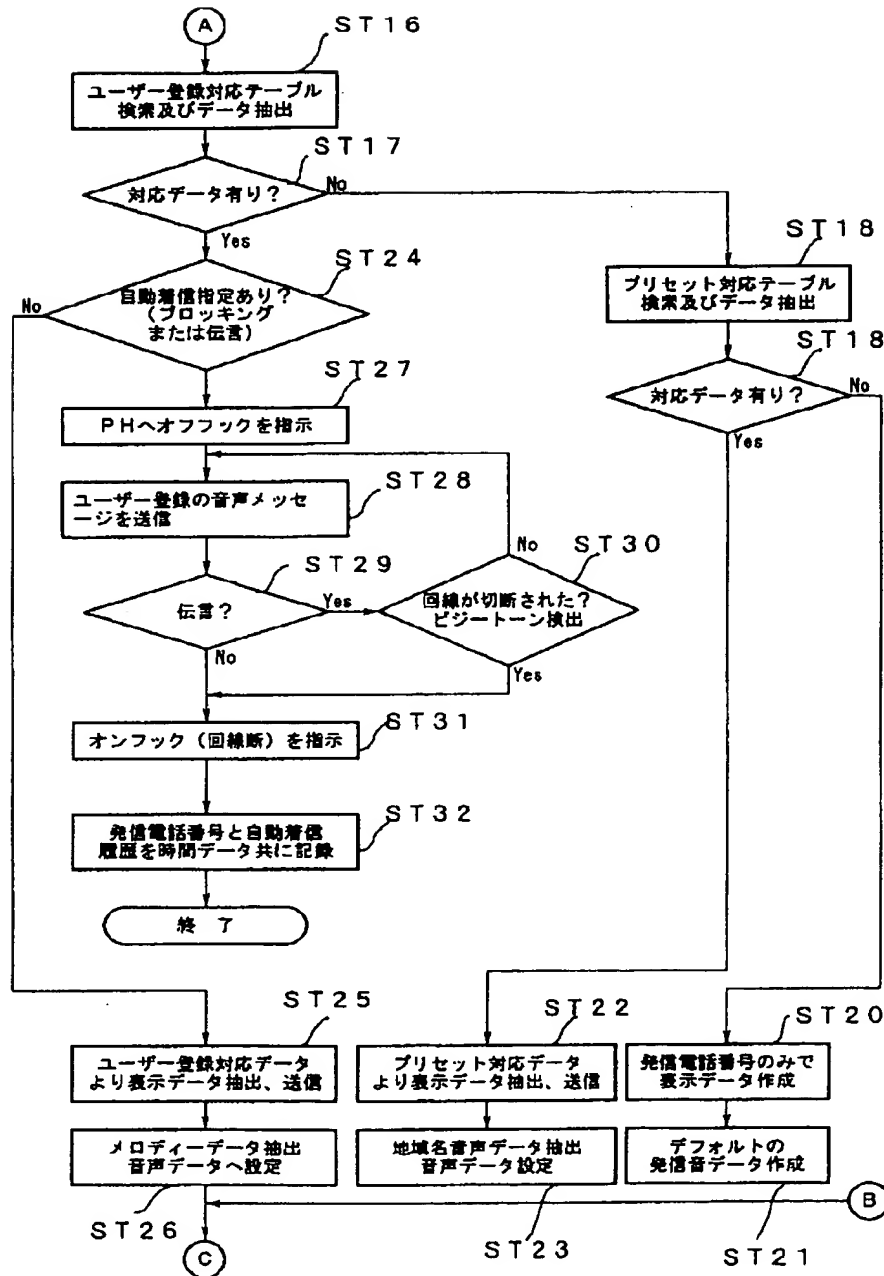 A
ST16
ユーザー登録対応テーブル
検索及びデータ抽出
ST17
対応データ有り?
No
Yes
ST24
自動着信指定あり?
(ブロッキング
または伝言)
No
ST18
プリセット対応テーブル
検索及びデータ抽出
ST18
対応データ有り?
No
Yes
ST27
PHへオフフックを指示
ST28
ユーザー登録の音声メッセ
ージを送信
ST29
伝言?
Yes
No
ST30
回線が切断された?
ビジートーン検出
No
Yes
ST31
オンフック(回線断)を指示
ST32
発信電話番号と自動着信
履歴を時間データ共に記録
終 了
ST25
ユーザー登録対応データ
より表示データ抽出、送信
ST22
プリセット対応データ
より表示データ抽出、送信
ST20
発信電話番号のみで
表示データ作成
メロディーデータ抽出
音声データへ設定
ST26
地域名音声データ抽出
音声データ設定
ST23
デフォルトの
発信音データ作成
ST21
B
C